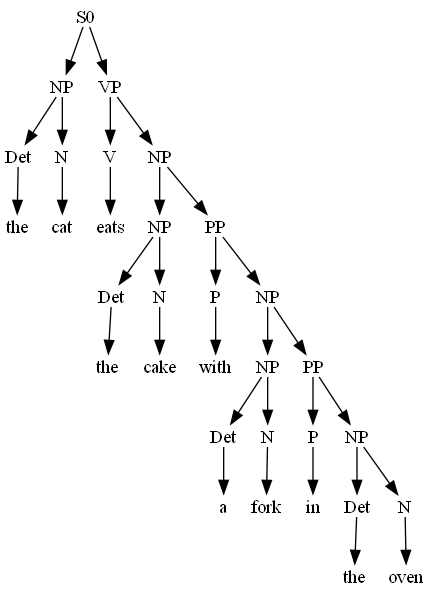 S0
NP VP
Det N V NP
the cat eats NP PP
Det N P NP
the cake with NP PP
Det N P NP
a fork in Det N
the oven